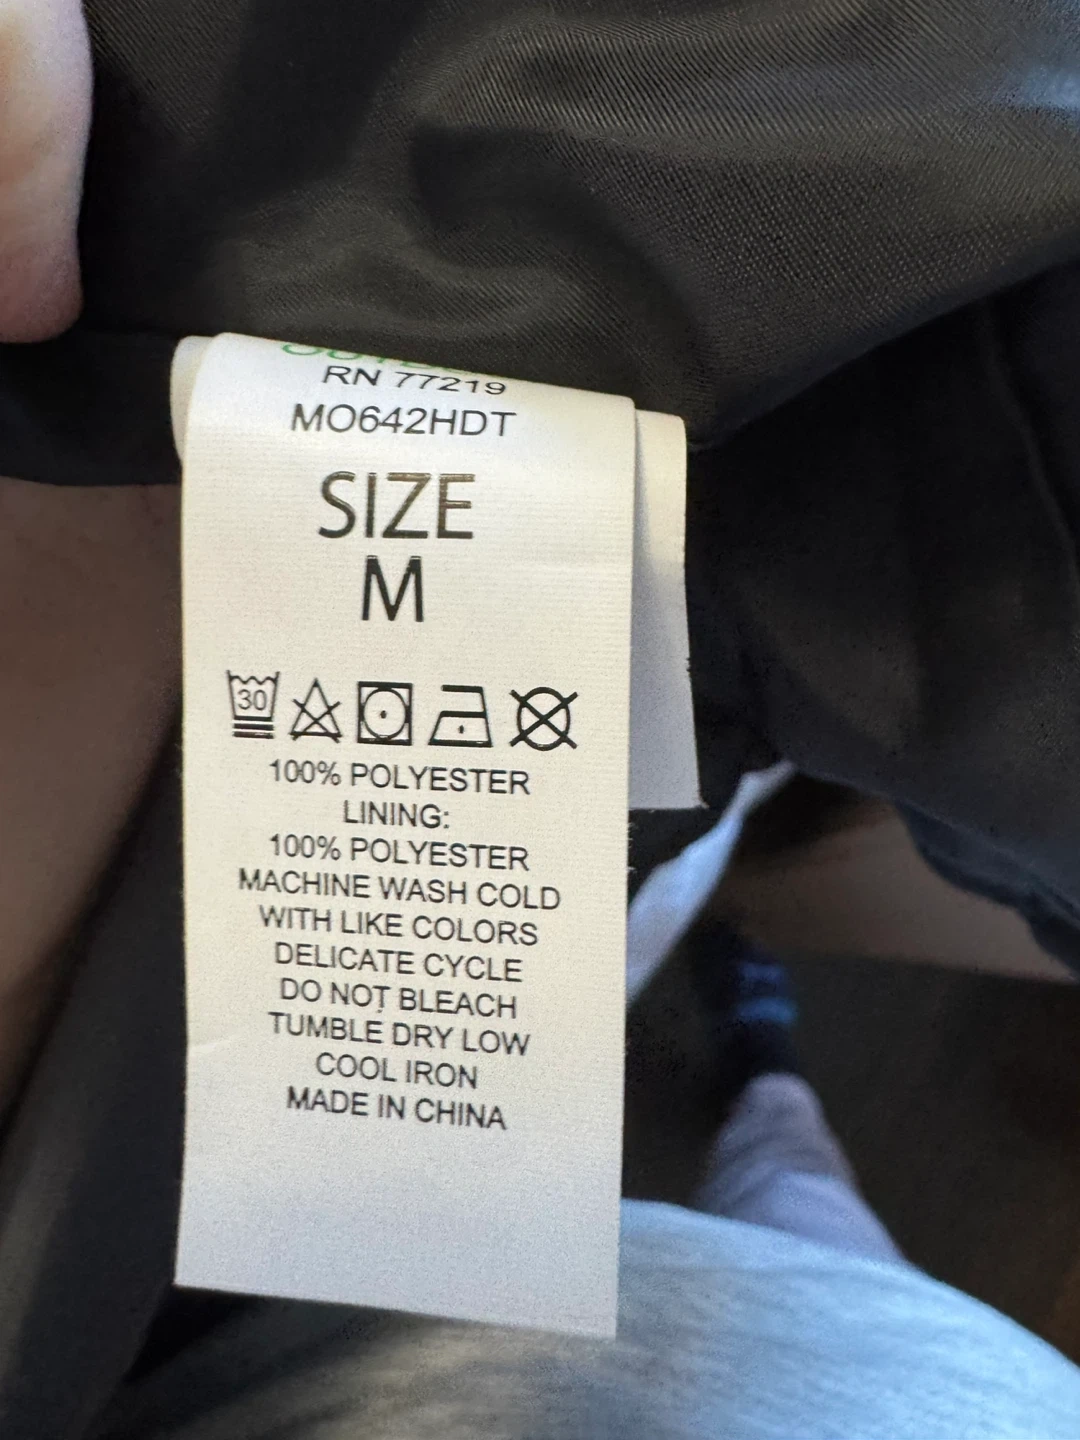 RN 77219
MO642HDT
SIZE
M
30
100% POLYESTER
LINING:
100% POLYESTER
MACHINE WASH COLD
WITH LIKE COLORS
DELICATE CYCLE
DO NOT BLEACH
TUMBLE DRY LOW
COOL IRON
MADE IN CHINA